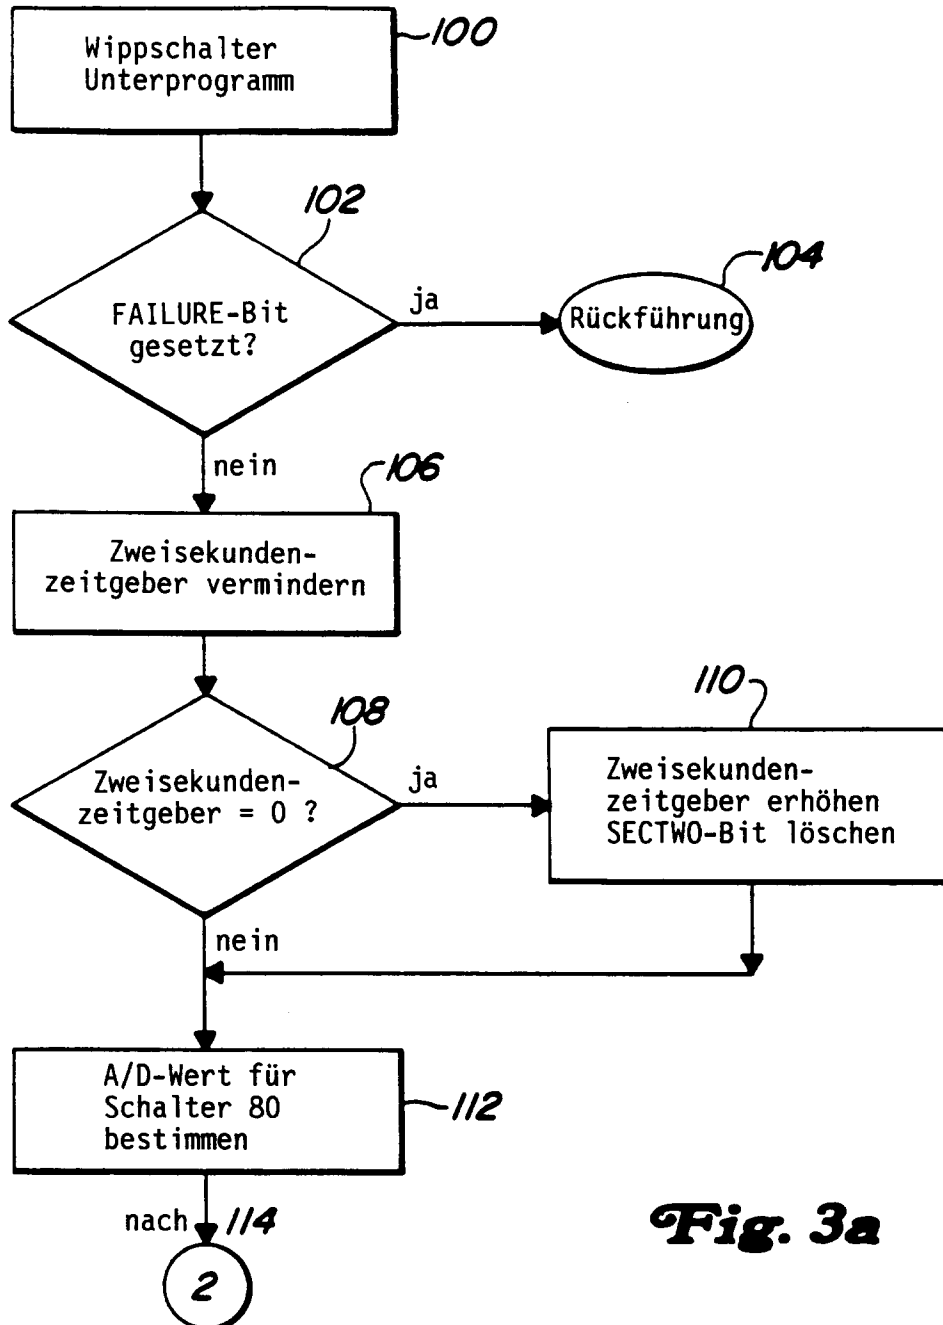 100
Wippschalter
Unterprogramm
102
104
FAILURE-Bit
gesetzt?
ja
Rückführung
nein
106
Zweisekunden-
zeitgeber vermindern
110
108
Zweisekunden-
zeitgeber = 0 ?
ja
Zweisekunden-
zeitgeber erhöhen
SECTWO-Bit löschen
nein
A/D-Wert für
Schalter 80
bestimmen
112
nach
114
2
Fig. 3a